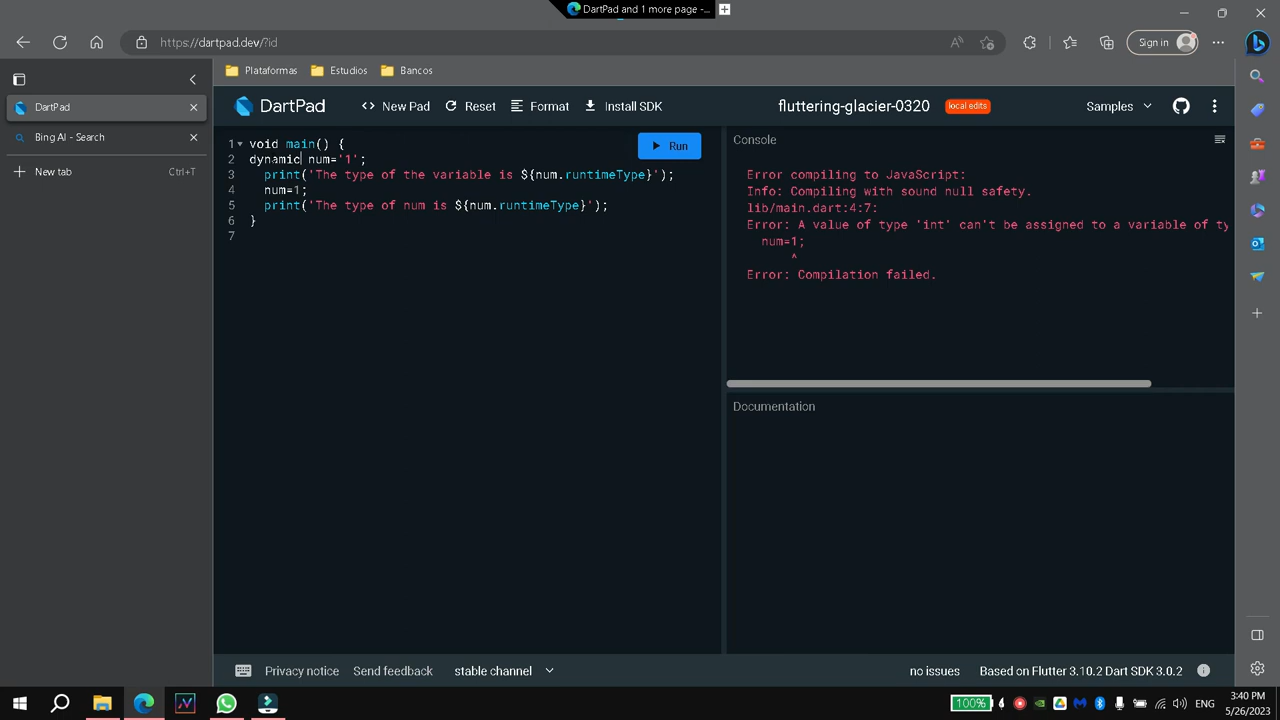 DartPad and 1 more page -...
https://dartpad.dev/?id
Sign in
Plataformas
Estudios
Bancos
DartPad
Bing AI - Search
New tab
Ctrl+T
DartPad
<> New Pad
Reset
Format
Install SDK
fluttering-glacier-0320
local edits
Samples
1 void main() {
2 dynamic num='1';
3 print('The type of the variable is ${num.runtimeType}');
4 num=1;
5 print('The type of num is ${num.runtimeType}');
6 }
7
Run
Console
Error compiling to JavaScript:
Info: Compiling with sound null safety.
lib/main.dart:4:7:
Error: A value of type 'int' can't be assigned to a variable of ty
num=1;
^
Error: Compilation failed.
Documentation
Privacy notice
Send feedback
stable channel
no issues
Based on Flutter 3.10.2 Dart SDK 3.0.2
100%
ENG
3:40 PM
5/26/2023